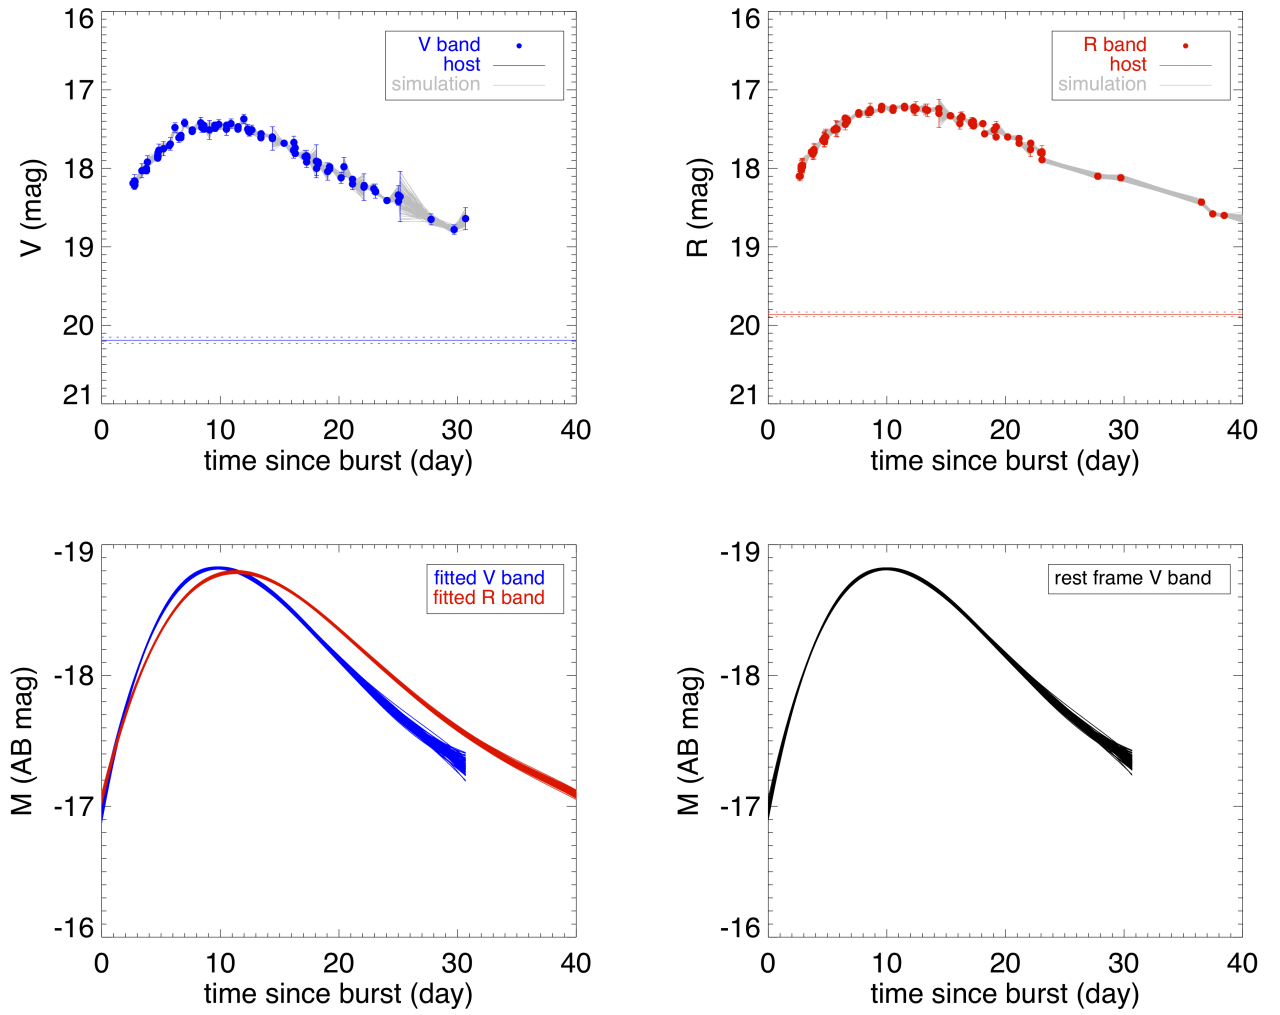 16
17
18
19
20
21
V (mag)
V band
host
simulation
0
10
20
30
40
time since burst (day)
16
17
18
19
20
21
R (mag)
R band
host
simulation
0
10
20
30
40
time since burst (day)
-19
-18
-17
-16
M (AB mag)
fitted V band
fitted R band
0
10
20
30
40
time since burst (day)
-19
-18
-17
-16
M (AB mag)
rest frame V band
0
10
20
30
40
time since burst (day)